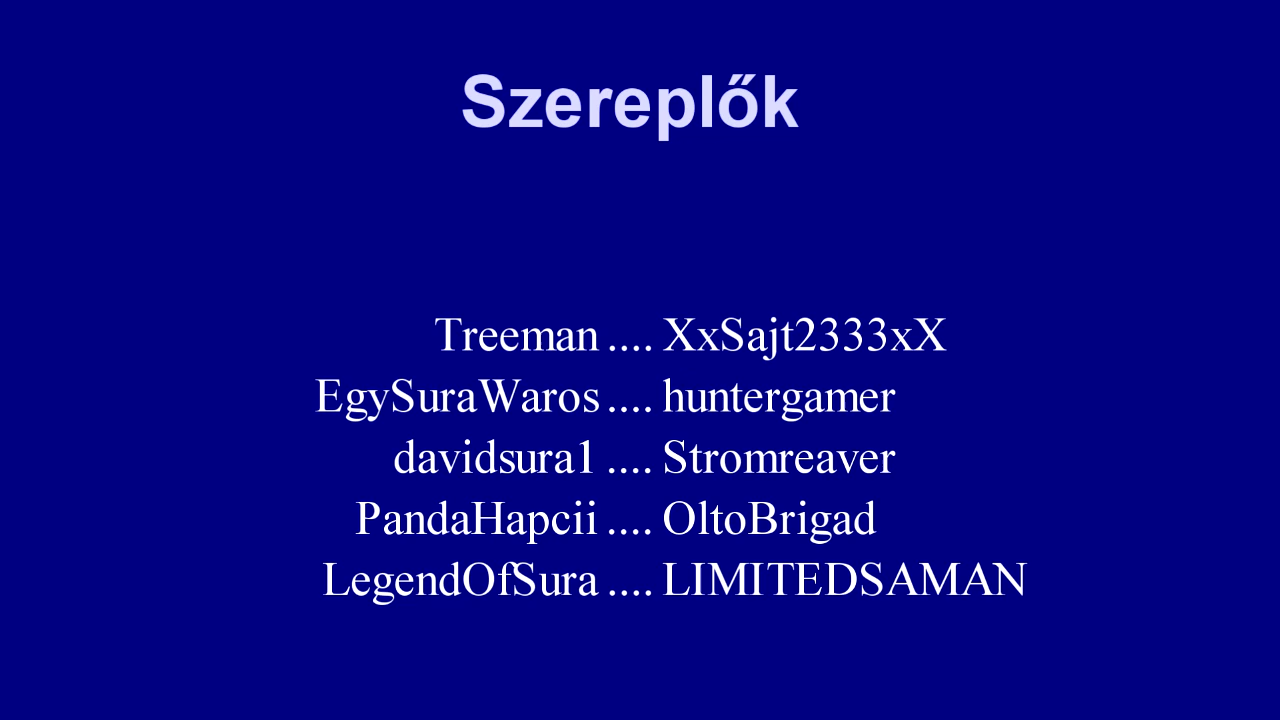 Szereplők
Treeman .... XxSajt2333xX
EgySuraWaros .... huntergamer
davidsura1 .... Stromreaver
PandaHapcii .... OltoBrigad
LegendOfSura .... LIMITEDSAMAN